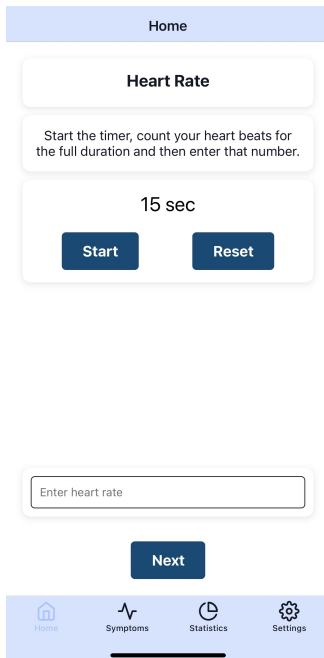 Home
Heart Rate
Start the timer, count your heart beats for
the full duration and then enter that number.
15 sec
Start Reset
Enter heart rate
Next
Home Symptoms Statistics Settings